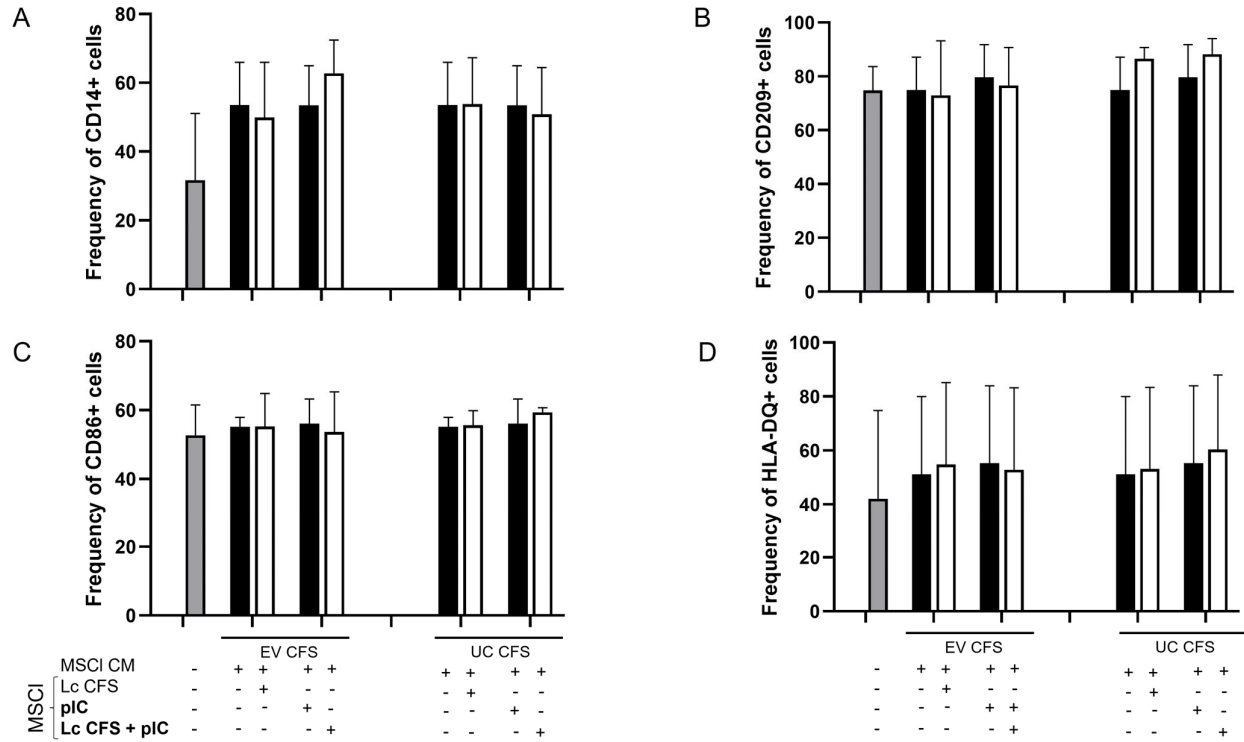 A
Frequency of CD14+ cells
80
60
40
20
0
B
Frequency of CD209+ cells
100
80
60
40
20
0
C
Frequency of CD86+ cells
80
60
40
20
0
D
Frequency of HLA-DQ+ cells
100
80
60
40
20
0
EV CFS UC CFS
MSCI
MSCI CM - + + + + + + + +
Lc CFS - - + - - - + - -
pIC - - - + - - - + -
Lc CFS + pIC - - - - + - - - +
EV CFS UC CFS
- + + + + + + + +
- - + - - - + - -
- - - + + - - + -
- - - - + - - - +